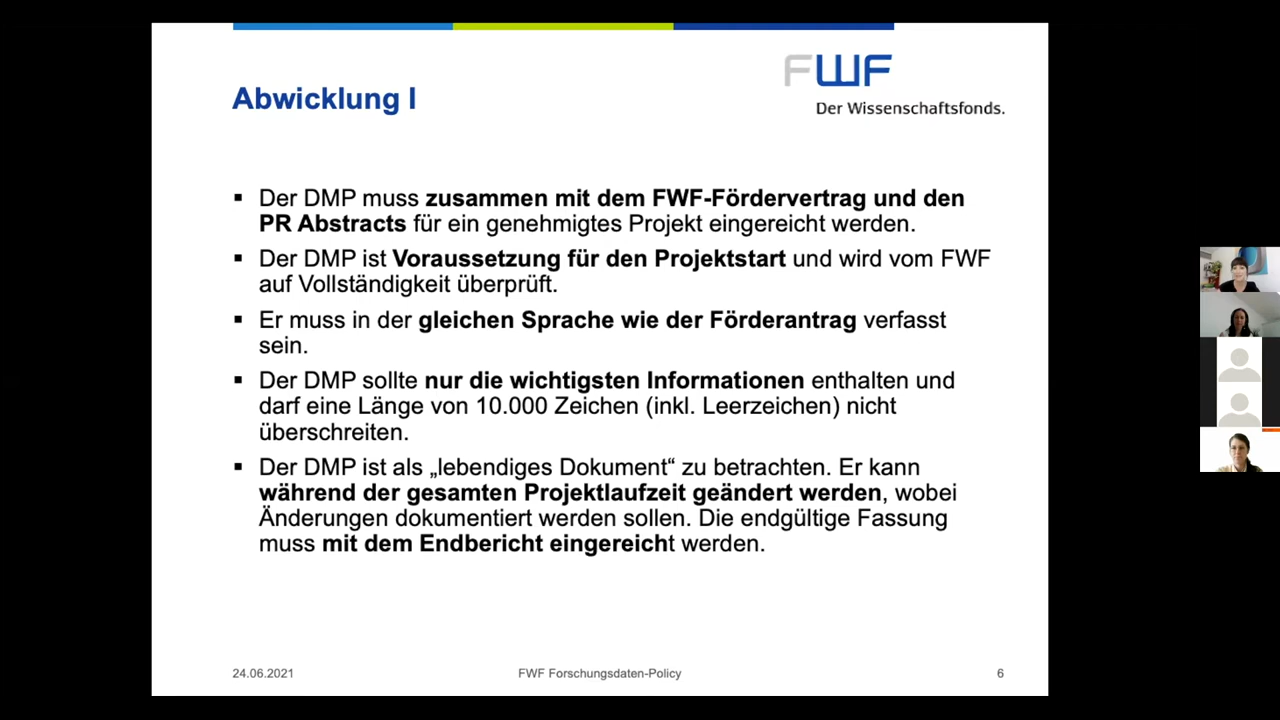 FWF
Der Wissenschaftsfonds.
Abwicklung I
▪ Der DMP muss zusammen mit dem FWF-Fördervertrag und den
PR Abstracts für ein genehmigtes Projekt eingereicht werden.
▪ Der DMP ist Voraussetzung für den Projektstart und wird vom FWF
auf Vollständigkeit überprüft.
▪ Er muss in der gleichen Sprache wie der Förderantrag verfasst
sein.
▪ Der DMP sollte nur die wichtigsten Informationen enthalten und
darf eine Länge von 10.000 Zeichen (inkl. Leerzeichen) nicht
überschreiten.
▪ Der DMP ist als „lebendiges Dokument“ zu betrachten. Er kann
während der gesamten Projektlaufzeit geändert werden, wobei
Änderungen dokumentiert werden sollen. Die endgültige Fassung
muss mit dem Endbericht eingereicht werden.
24.06.2021 FWF Forschungsdaten-Policy 6